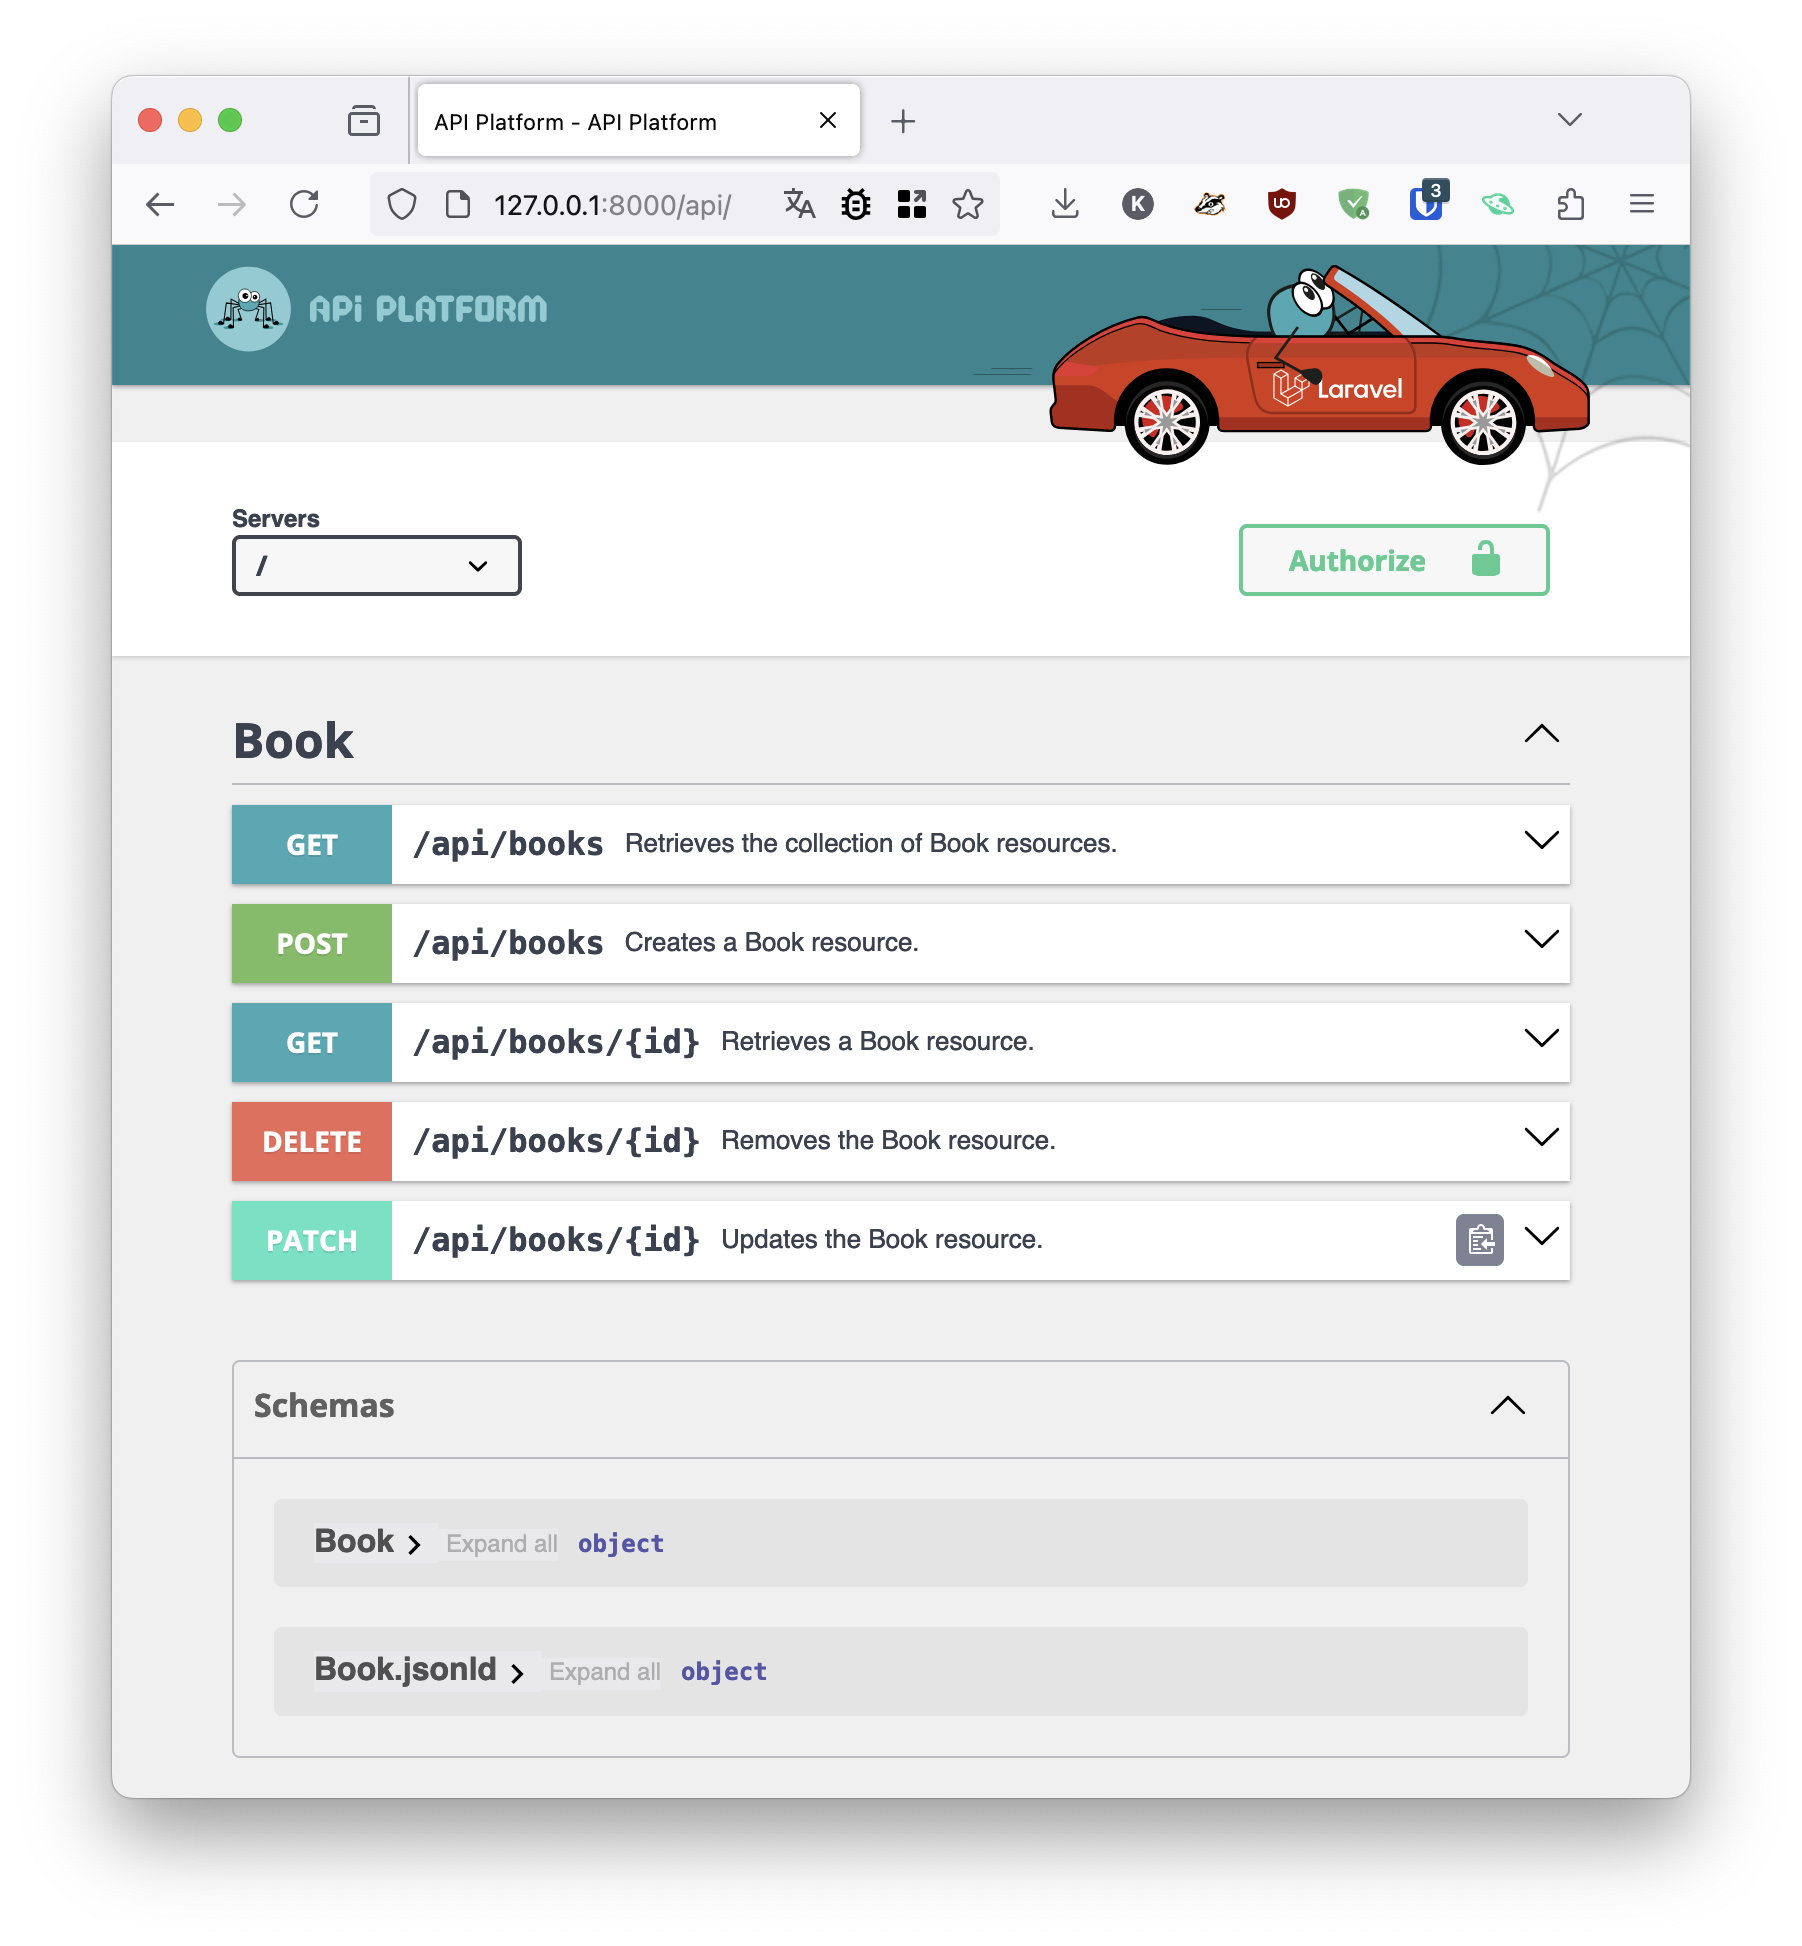 API Platform - API Platform
127.0.0.1:8000/api/
K
uo
A
3
APi PLATFORM
Laravel
Servers
/
Authorize
Book
GET /api/books Retrieves the collection of Book resources.
POST /api/books Creates a Book resource.
GET /api/books/{id} Retrieves a Book resource.
DELETE /api/books/{id} Removes the Book resource.
PATCH /api/books/{id} Updates the Book resource.
Schemas
Book Expand all object
Book.jsonld Expand all object